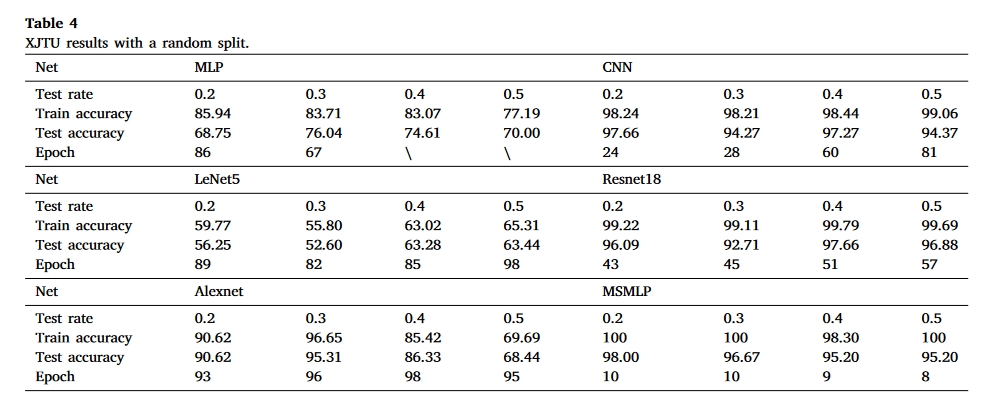 Table 4
XJTU results with a random split.
Net MLP CNN
Test rate 0.2 0.3 0.4 0.5 0.2 0.3 0.4 0.5
Train accuracy 85.94 83.71 83.07 77.19 98.24 98.21 98.44 99.06
Test accuracy 68.75 76.04 74.61 70.00 97.66 94.27 97.27 94.37
Epoch 86 67 \ \ 24 28 60 81
Net LeNet5 Resnet18
Test rate 0.2 0.3 0.4 0.5 0.2 0.3 0.4 0.5
Train accuracy 59.77 55.80 63.02 65.31 99.22 99.11 99.79 99.69
Test accuracy 56.25 52.60 63.28 63.44 96.09 92.71 97.66 96.88
Epoch 89 82 85 98 43 45 51 57
Net Alexnet MSMLP
Test rate 0.2 0.3 0.4 0.5 0.2 0.3 0.4 0.5
Train accuracy 90.62 96.65 85.42 69.69 100 100 98.30 100
Test accuracy 90.62 95.31 86.33 68.44 98.00 96.67 95.20 95.20
Epoch 93 96 98 95 10 10 9 8